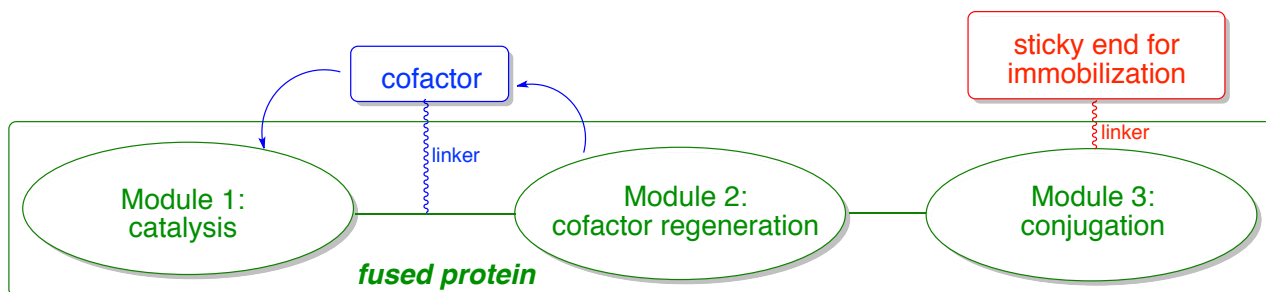 cofactor
sticky end for
immobilization
linker
linker
Module 1:
catalysis
Module 2:
cofactor regeneration
Module 3:
conjugation
fused protein